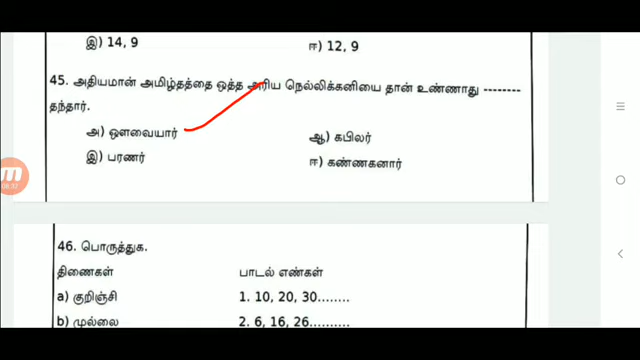 இ) 14, 9 ஈ) 12, 9
45. அதியமான் அமிழ்தத்தை ஒத்த அரிய நெல்லிக்கனியை தான் உண்ணாது --------
தந்தார்.
அ) ஔவையார் ஆ) கபிலர்
இ) பரணர் ஈ) கண்ணகனார்
46. பொருத்துக.
திணைகள் பாடல் எண்கள்
a) குறிஞ்சி 1. 10, 20, 30........
b) முல்லை 2. 6, 16, 26..........